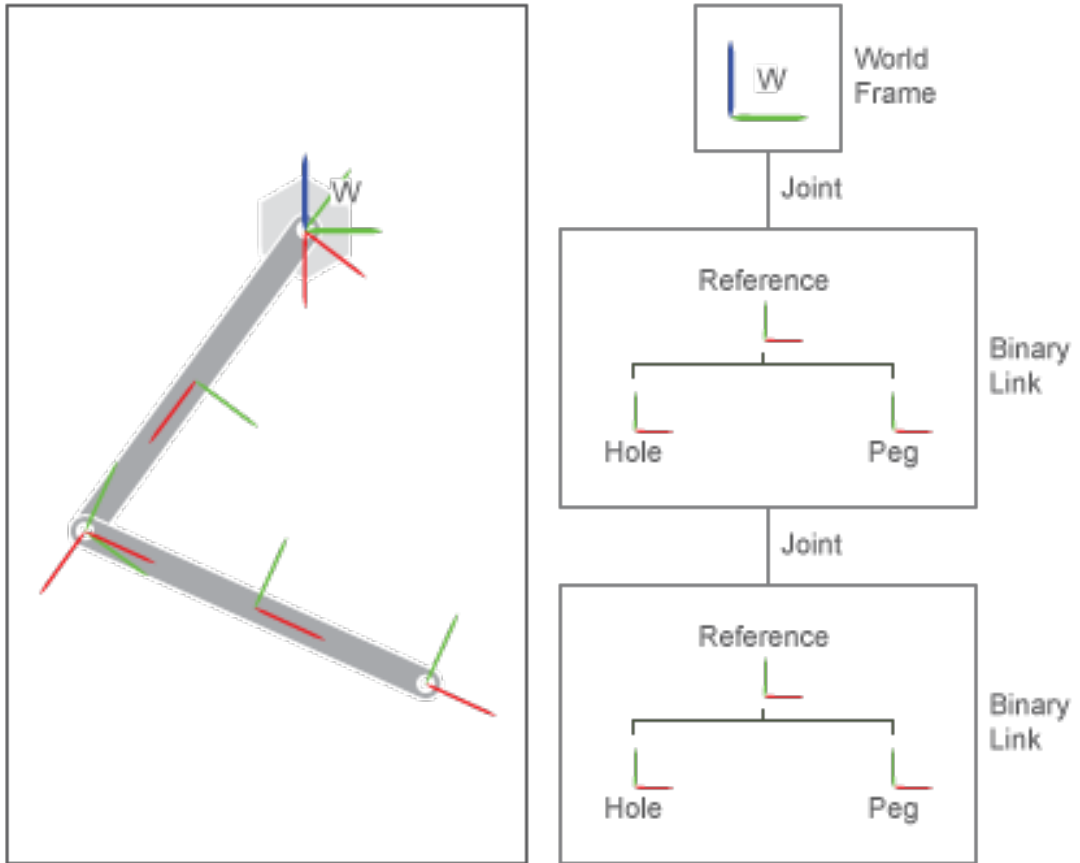 W
W
World
Frame
Joint
Reference
Hole
Peg
Binary
Link
Joint
Reference
Hole
Peg
Binary
Link